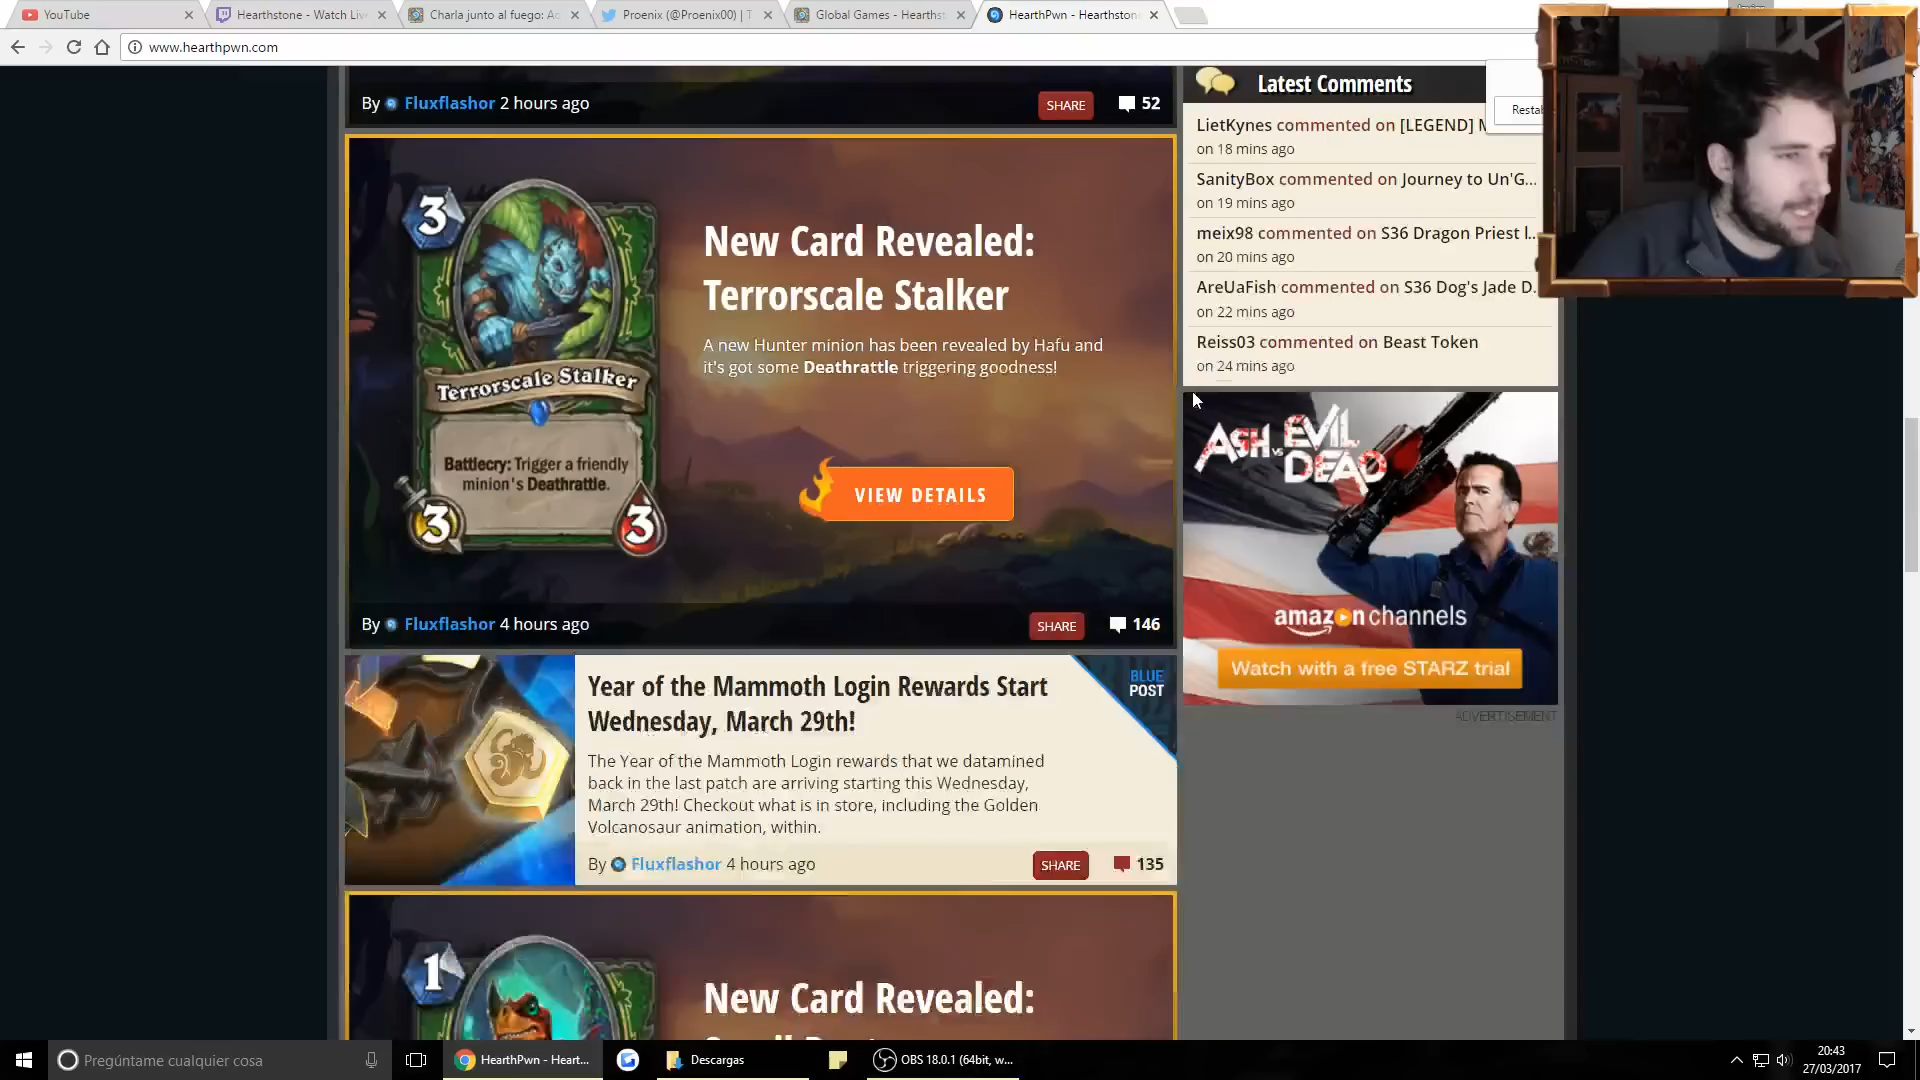 YouTube
Hearthstone - Watch Live
Charla junto al fuego: Ac
Proenix (@Proenix00) | T
Global Games - Hearthst
HearthPwn - Hearthstone
www.hearthpwn.com
By Fluxflashor 2 hours ago
SHARE
52
3
Terrorscale Stalker
Battlecry: Trigger a friendly
minion's Deathrattle.
3
3
New Card Revealed:
Terrorscale Stalker
A new Hunter minion has been revealed by Hafu and
it's got some Deathrattle triggering goodness!
VIEW DETAILS
By Fluxflashor 4 hours ago
SHARE
146
Year of the Mammoth Login Rewards Start
Wednesday, March 29th!
BLUE
POST
The Year of the Mammoth Login rewards that we datamined
back in the last patch are arriving starting this Wednesday,
March 29th! Checkout what is in store, including the Golden
Volcanosaur animation, within.
By Fluxflashor 4 hours ago
SHARE
135
1
New Card Revealed:
Latest Comments
Resta
LietKynes commented on [LEGEND]
on 18 mins ago
SanityBox commented on Journey to Un'G...
on 19 mins ago
meix98 commented on S36 Dragon Priest l...
on 20 mins ago
AreUaFish commented on S36 Dog's Jade D...
on 22 mins ago
Reiss03 commented on Beast Token
on 24 mins ago
ASH VS EVIL
DEAD
amazon channels
Watch with a free STARZ trial
ADVERTISEMENT
Pregúntame cualquier cosa
HearthPwn - Heart...
Descargas
OBS 18.0.1 (64bit, w...
20:43
27/03/2017